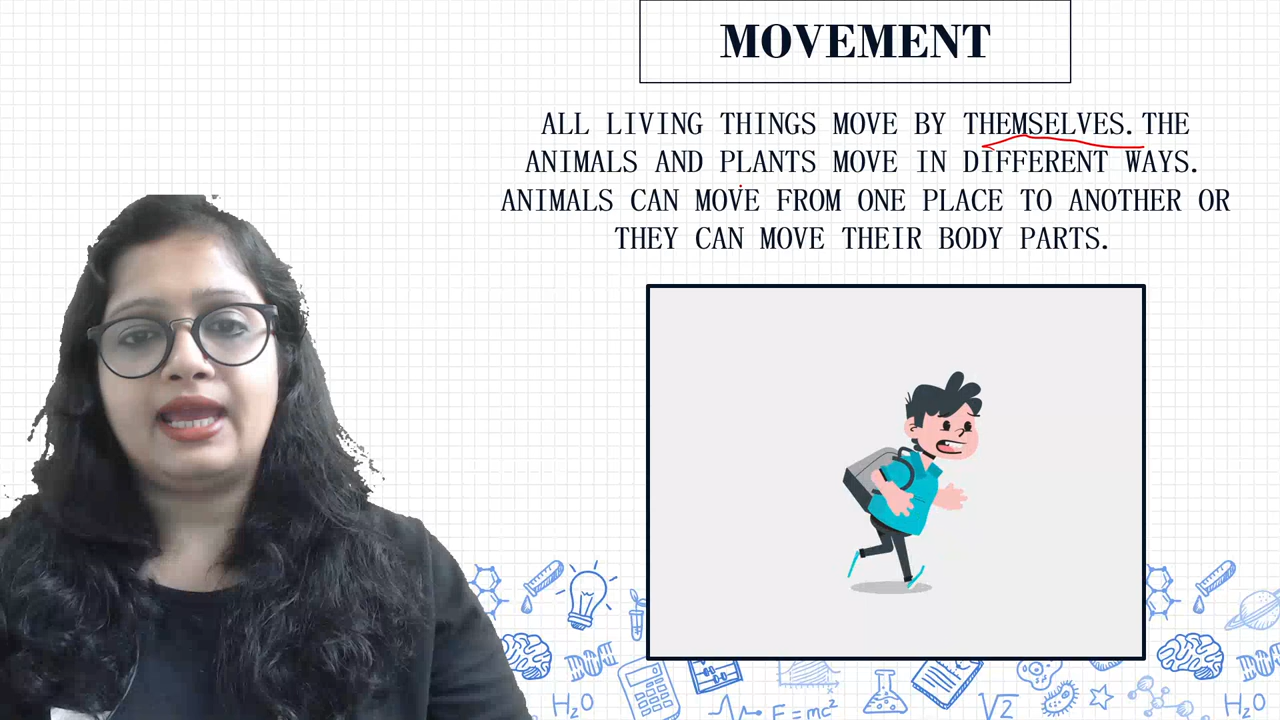 MOVEMENT
ALL LIVING THINGS MOVE BY THEMSELVES.THE
ANIMALS AND PLANTS MOVE IN DIFFERENT WAYS.
ANIMALS CAN MOVE FROM ONE PLACE TO ANOTHER OR
THEY CAN MOVE THEIR BODY PARTS.
H₂O
E=mc²
√2
H₂O